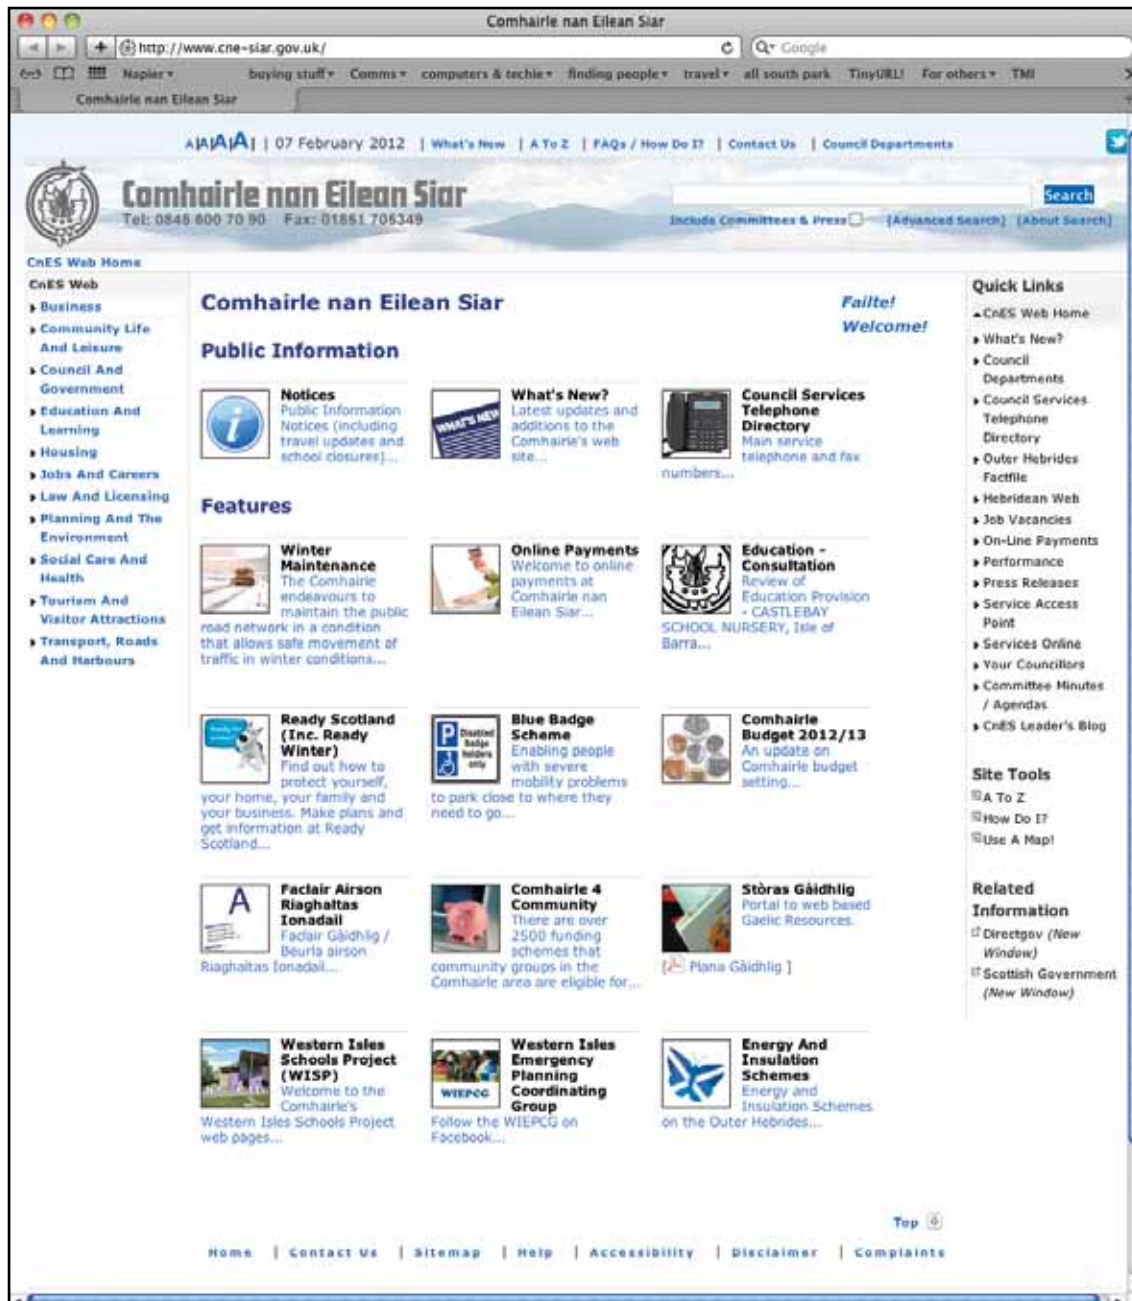 Comhairle nan Eilean Siar
http://www.cne-siar.gov.uk/
Google
Napier buying stuff Comms computers & techie finding people travel all south park TinyURL! For others TMI
Comhairle nan Eilean Siar
A|A|A|A| | 07 February 2012 | What's New | A To Z | FAQs / How Do I? | Contact Us | Council Departments
Comhairle nan Eilean Siar
Tel: 0845 600 70 90 Fax: 01851 705349
Search
Include Committees & Press [Advanced Search] [About Search]
CnES Web Home
CnES Web
Business
Community Life
And Leisure
Council And
Government
Education And
Learning
Housing
Jobs And Careers
Law And Licensing
Planning And The
Environment
Social Care And
Health
Tourism And
Visitor Attractions
Transport, Roads
And Harbours
Comhairle nan Eilean Siar
Failte!
Welcome!
Public Information
Notices
Public Information
Notices (including
travel updates and
school closures)...
WHAT'S NEW
What's New?
Latest updates and
additions to the
Comhairle's web
site...
Council Services
Telephone
Directory
Main service
telephone and fax
numbers...
Features
Winter
Maintenance
The Comhairle
endeavours to
maintain the public
road network in a condition
that allows safe movement of
traffic in winter conditions...
Online Payments
Welcome to online
payments at
Comhairle nan
Eilean Siar...
Education -
Consultation
Review of
Education Provision
- CASTLEBAY
SCHOOL NURSERY, Isle of
Barra...
Ready Scotland
(Inc. Ready
Winter)
Find out how to
protect yourself,
your home, your family and
your business. Make plans and
get information at Ready
Scotland...
P Disabled
badge
holders
only
Blue Badge
Scheme
Enabling people
with severe
mobility problems
to park close to where they
need to go...
Comhairle
Budget 2012/13
An update on
Comhairle budget
setting...
A
Faclair Airson
Riaghaltas
Ionadail
Faclair Gàidhlig /
Beurla airson
Riaghaltas Ionadail...
Comhairle 4
Community
There are over
2500 funding
schemes that
community groups in the
Comhairle area are eligible for...
Stòras Gàidhlig
Portal to web based
Gaelic Resources.
[ Plana Gàidhlig ]
Western Isles
Schools Project
(WISP)
Welcome to the
Comhairle's
Western Isles Schools Project
web pages...
WIEPCG
Western Isles
Emergency
Planning
Coordinating
Group
Follow the WIEPCG on
Facebook...
Energy And
Insulation
Schemes
Energy and
Insulation Schemes
on the Outer Hebrides...
Quick Links
CnES Web Home
What's New?
Council
Departments
Council Services
Telephone
Directory
Outer Hebrides
Factfile
Hebridean Web
Job Vacancies
On-Line Payments
Performance
Press Releases
Service Access
Point
Services Online
Your Councillors
Committee Minutes
/ Agendas
CnES Leader's Blog
Site Tools
A To Z
How Do I?
Use A Map!
Related
Information
Directgov (New
Window)
Scottish Government
(New Window)
Top
Home | Contact Us | Sitemap | Help | Accessibility | Disclaimer | Complaints